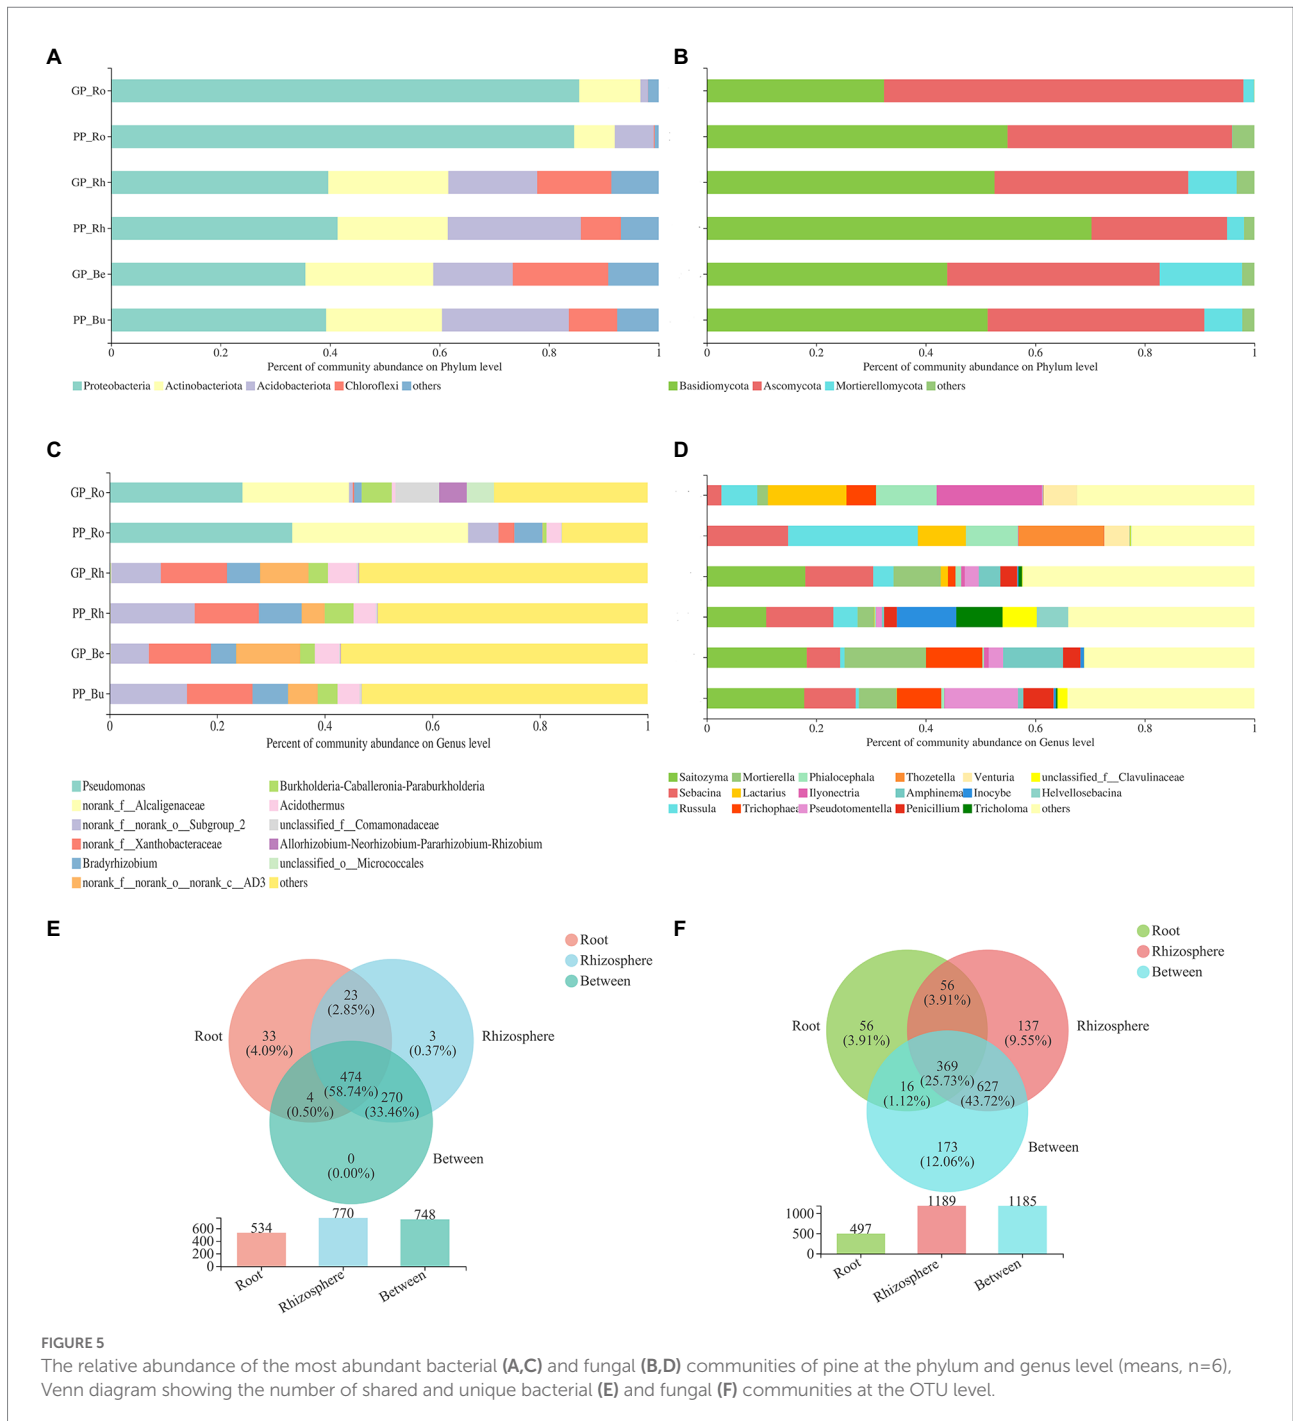 A
GP_Ro
PP_Ro
GP_Rh
PP_Rh
GP_Be
PP_Bu
0 0.2 0.4 0.6 0.8 1
Percent of community abundance on Phylum level
Proteobacteria Actinobacteriota Acidobacteriota Chloroflexi others
B
0 0.2 0.4 0.6 0.8 1
Percent of community abundance on Phylum level
Basidiomycota Ascomycota Mortierellomycota others
C
GP_Ro
PP_Ro
GP_Rh
PP_Rh
GP_Be
PP_Bu
0 0.2 0.4 0.6 0.8 1
Percent of community abundance on Genus level
Pseudomonas Burkholderia-Caballeronia-Paraburkholderia
norank_f__Alcaligenaceae Acidothermus
norank_f__norank_o__Subgroup_2 unclassified_f__Comamonadaceae
norank_f__Xanthobacteraceae Allorhizobium-Neorhizobium-Pararhizobium-Rhizobium
Bradyrhizobium unclassified_o__Micrococcales
norank_f__norank_o__norank_c__AD3 others
D
0 0.2 0.4 0.6 0.8 1
Percent of community abundance on Genus level
Saitozyma Mortierella Phialocephala Thozetella Venturia unclassified_f__Clavulinaceae
Sebacina Lactarius Ilyonectria Amphinema Inocybe Helvellosebacina
Russula Trichophaea Pseudotomentella Penicillium Tricholoma others
E
Root
Rhizosphere
Between
Root
Rhizosphere
Between
33
(4.09%)
23
(2.85%)
3
(0.37%)
474
(58.74%)
4
(0.50%)
270
(33.46%)
0
(0.00%)
600
400
200
0
534
770
748
Root
Rhizosphere
Between
F
Root
Rhizosphere
Between
Root
Rhizosphere
Between
56
(3.91%)
56
(3.91%)
137
(9.55%)
369
(25.73%)
16
(1.12%)
627
(43.72%)
173
(12.06%)
1000
500
0
497
1189
1185
Root
Rhizosphere
Between
FIGURE 5
The relative abundance of the most abundant bacterial (A,C) and fungal (B,D) communities of pine at the phylum and genus level (means, n=6),
Venn diagram showing the number of shared and unique bacterial (E) and fungal (F) communities at the OTU level.